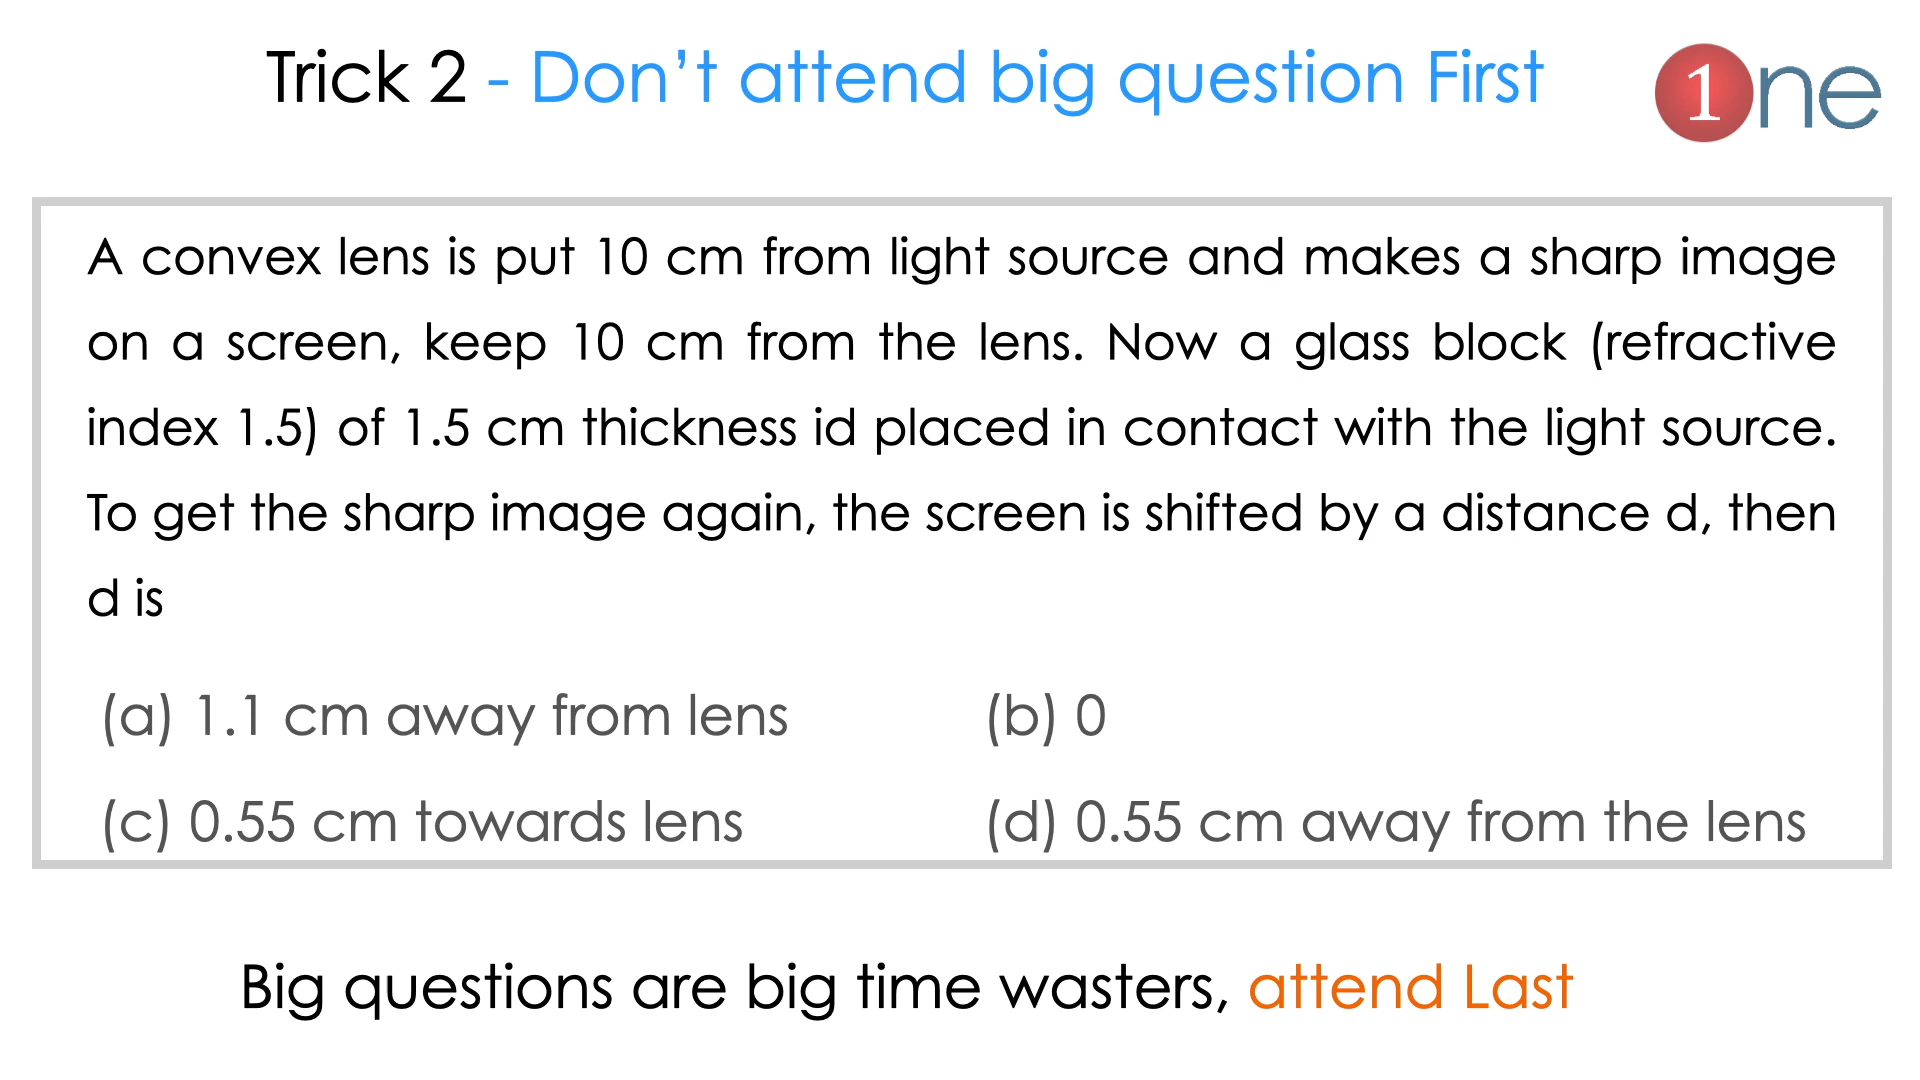 Trick 2 - Don’t attend big question First
1ne
A convex lens is put 10 cm from light source and makes a sharp image
on a screen, keep 10 cm from the lens. Now a glass block (refractive
index 1.5) of 1.5 cm thickness id placed in contact with the light source.
To get the sharp image again, the screen is shifted by a distance d, then
d is
(a) 1.1 cm away from lens (b) 0
(c) 0.55 cm towards lens (d) 0.55 cm away from the lens
Big questions are big time wasters, attend Last